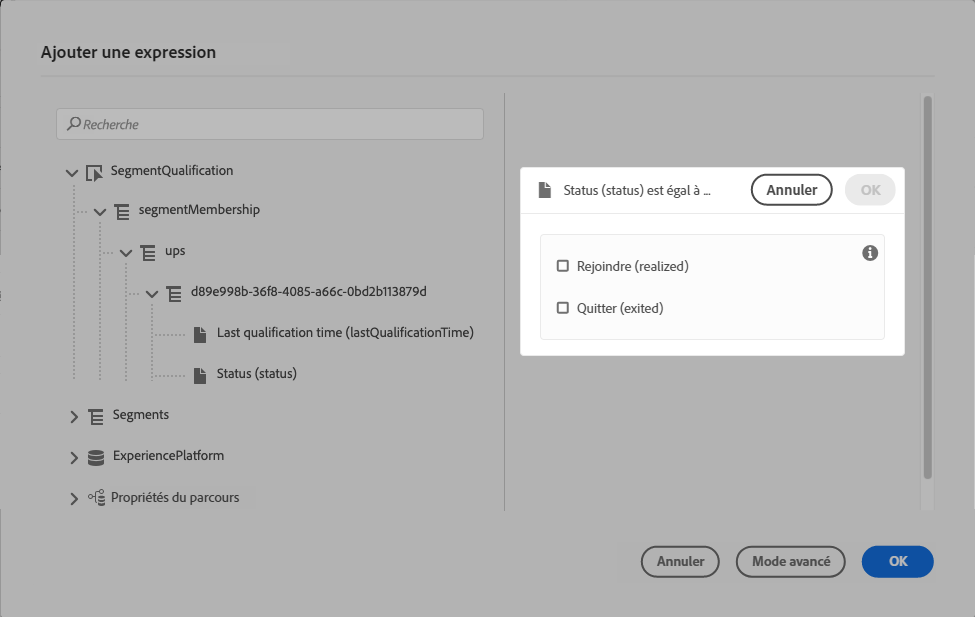 Ajouter une expression
Recherche
SegmentQualification
segmentMembership
ups
d89e998b-36f8-4085-a66c-0bd2b113879d
Last qualification time (lastQualificationTime)
Status (status)
Segments
ExperiencePlatform
Propriétés du parcours
Status (status) est égal à ...
Annuler
OK
Rejoindre (realized)
Quitter (exited)
Annuler
Mode avancé
OK